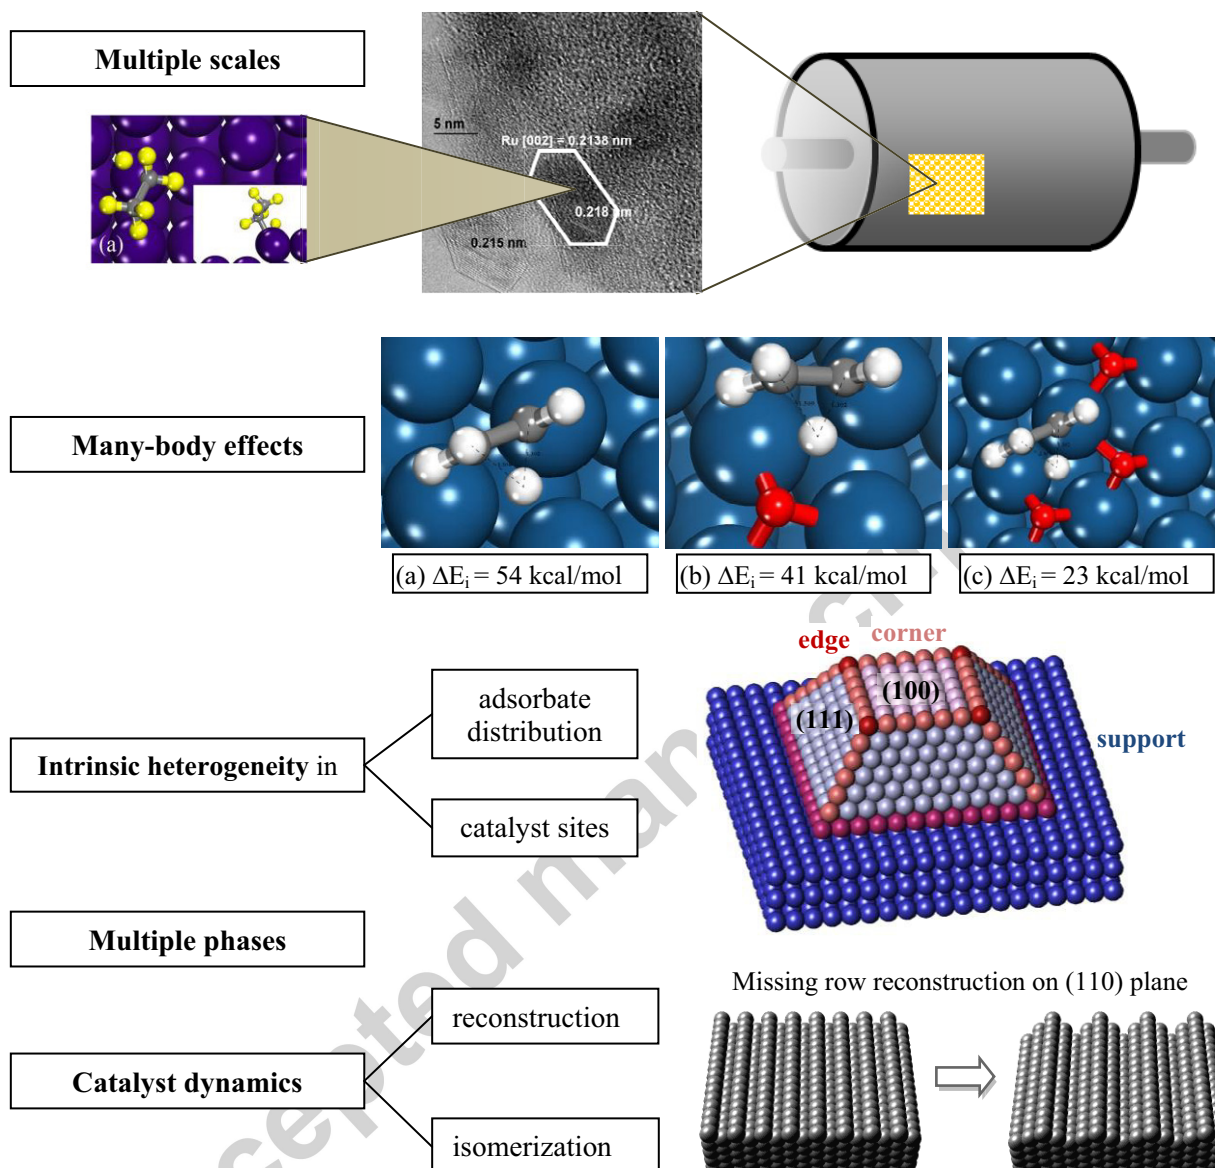 Multiple scales
5 nm
Ru [002] = 0.2138 nm
0.218 nm
0.215 nm
(a)
Many-body effects
(a) ΔEi = 54 kcal/mol
(b) ΔEi = 41 kcal/mol
(c) ΔEi = 23 kcal/mol
edge
corner
(100)
(111)
support
adsorbate
distribution
Intrinsic heterogeneity in
catalyst sites
Multiple phases
Missing row reconstruction on (110) plane
reconstruction
Catalyst dynamics
isomerization